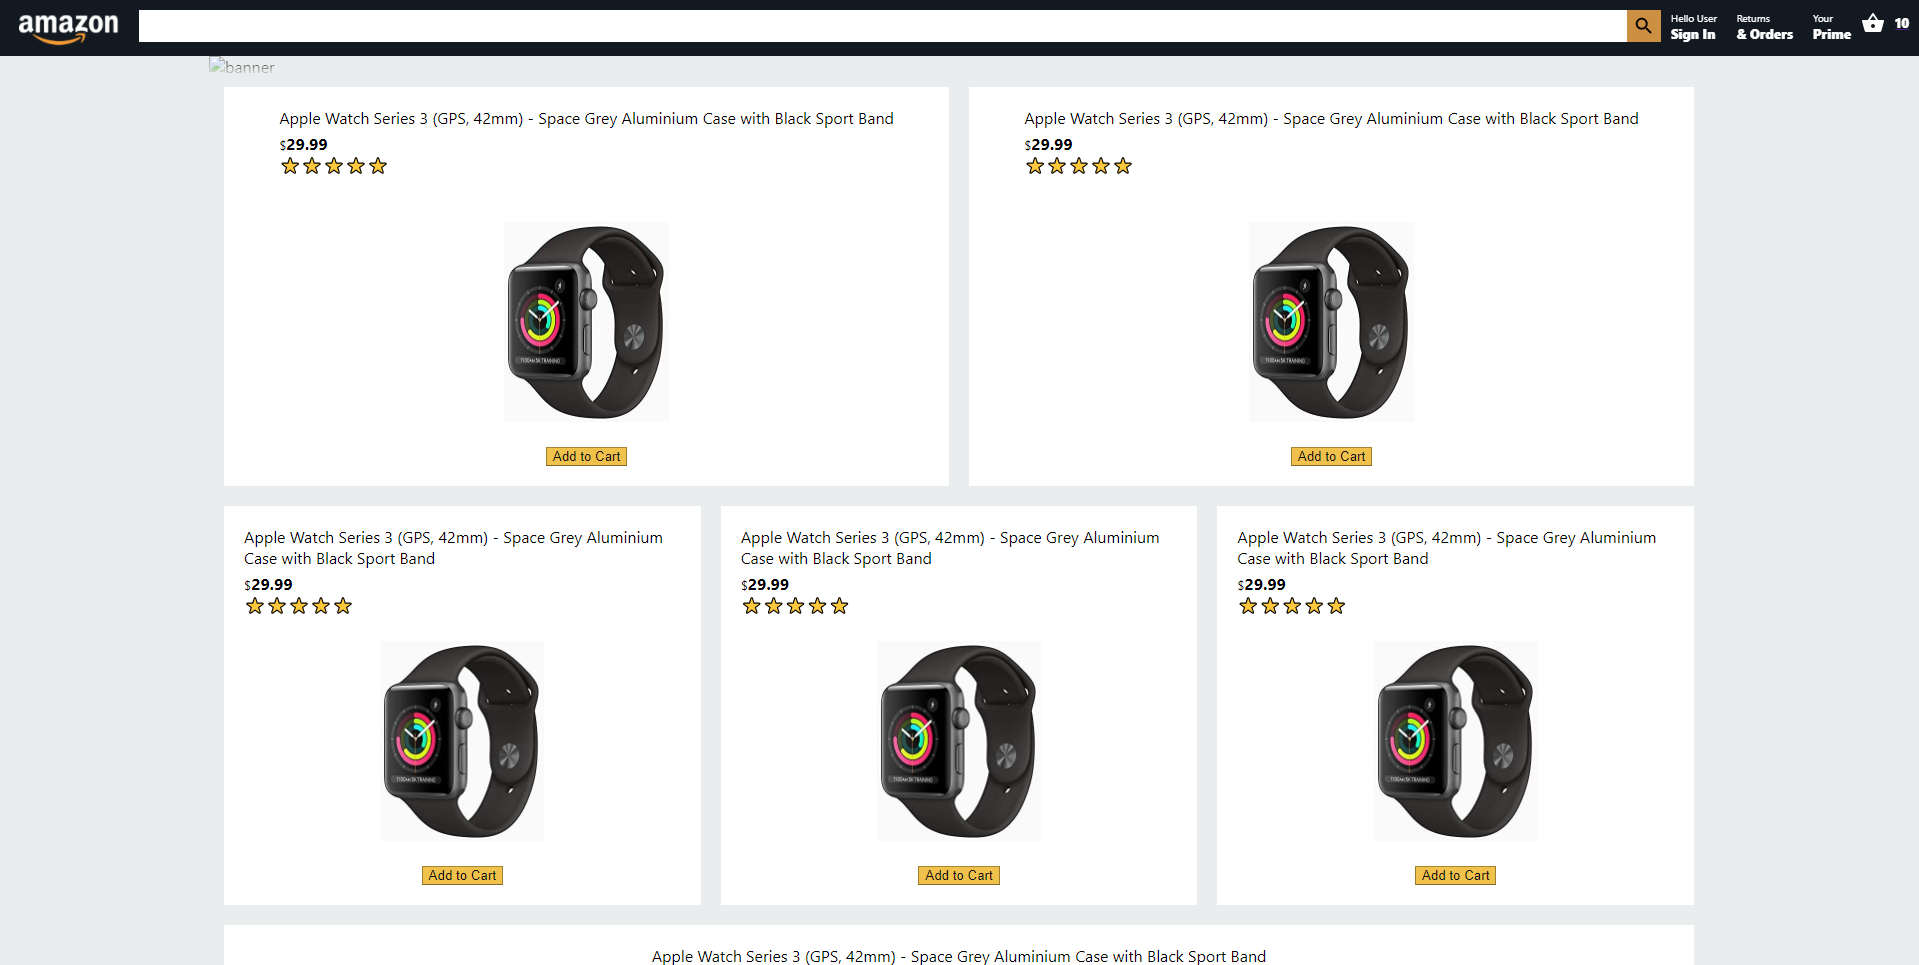 amazon
Hello User
Sign In
Returns
& Orders
Your
Prime
10
banner
Apple Watch Series 3 (GPS, 42mm) - Space Grey Aluminium Case with Black Sport Band
$29.99
Add to Cart
Apple Watch Series 3 (GPS, 42mm) - Space Grey Aluminium Case with Black Sport Band
$29.99
Add to Cart
Apple Watch Series 3 (GPS, 42mm) - Space Grey Aluminium
Case with Black Sport Band
$29.99
Add to Cart
Apple Watch Series 3 (GPS, 42mm) - Space Grey Aluminium
Case with Black Sport Band
$29.99
Add to Cart
Apple Watch Series 3 (GPS, 42mm) - Space Grey Aluminium
Case with Black Sport Band
$29.99
Add to Cart
Apple Watch Series 3 (GPS, 42mm) - Space Grey Aluminium Case with Black Sport Band